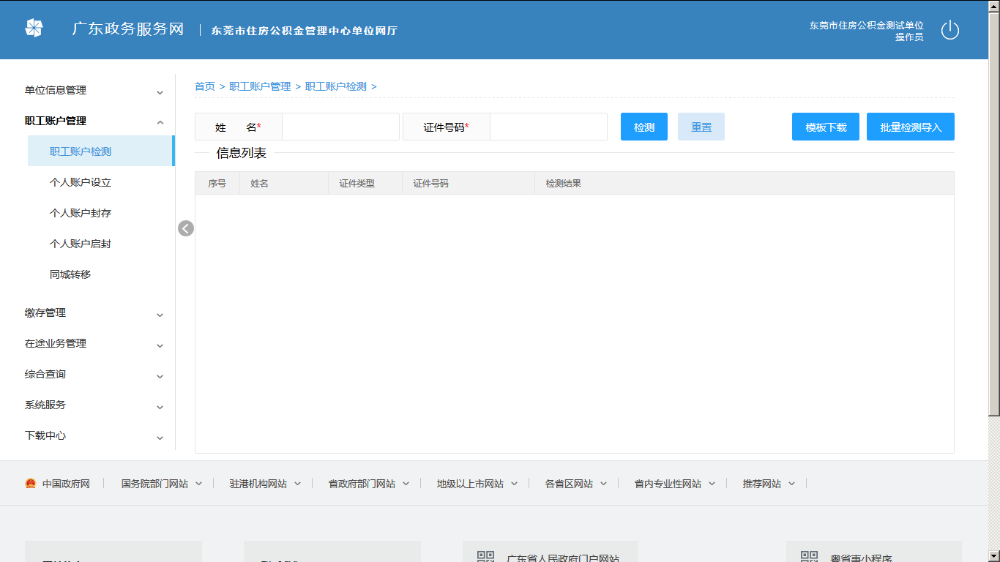 广东政务服务网
东莞市住房公积金管理中心单位网厅
东莞市住房公积金测试单位
操作员
单位信息管理
职工账户管理
职工账户检测
个人账户设立
个人账户封存
个人账户启封
同城转移
缴存管理
在途业务管理
综合查询
系统服务
下载中心
首页 > 职工账户管理 > 职工账户检测 >
姓 名* 证件号码* 检测 重置 模板下载 批量检测导入
信息列表
序号 姓名 证件类型 证件号码 检测结果
中国政府网 国务院部门网站 驻港机构网站 省政府部门网站 地级以上市网站 各省区网站 省内专业性网站 推荐网站
广东省人民政府门户网站 粤省事小程序